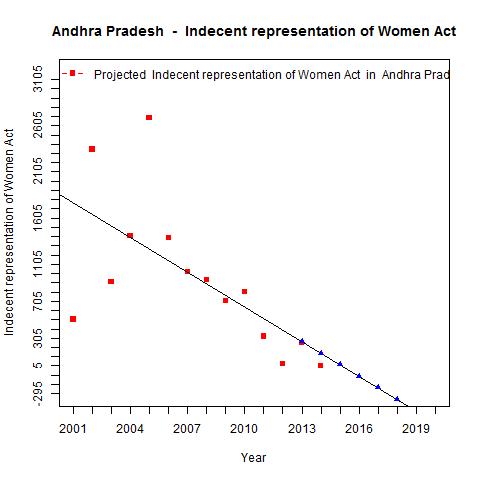 Andhra Pradesh - Indecent representation of Women Act
Projected Indecent representation of Women Act in Andhra Prad
Indecent representation of Women Act
3105
2605
2105
1605
1105
705
305
5
-295
2001 2004 2007 2010 2013 2016 2019
Year